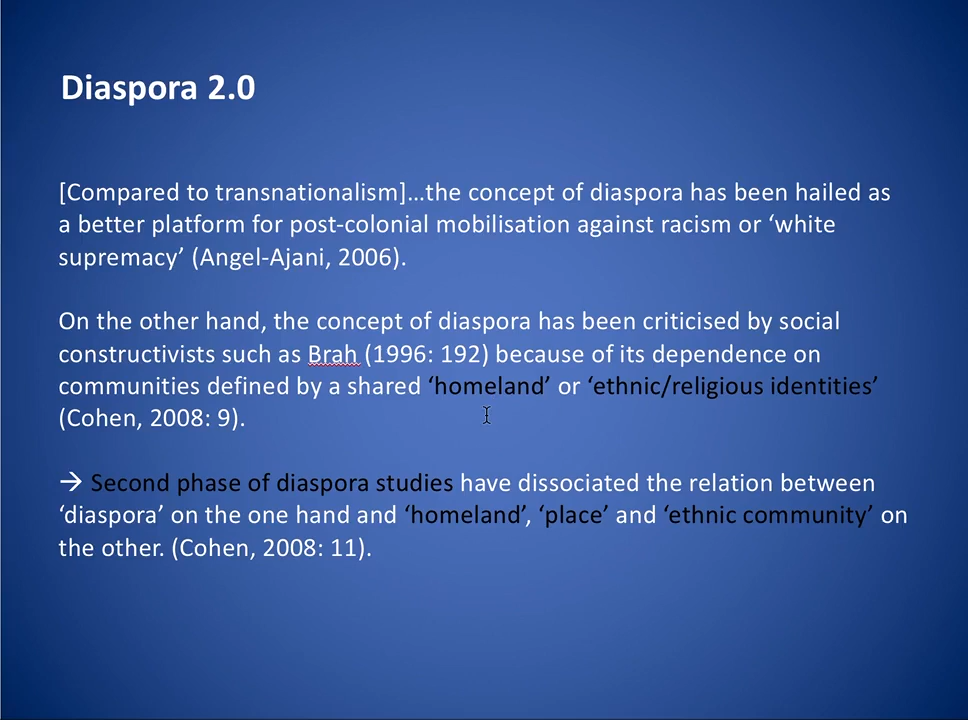 Diaspora 2.0
[Compared to transnationalism]...the concept of diaspora has been hailed as
a better platform for post-colonial mobilisation against racism or ‘white
supremacy’ (Angel-Ajani, 2006).
On the other hand, the concept of diaspora has been criticised by social
constructivists such as Brah (1996: 192) because of its dependence on
communities defined by a shared ‘homeland’ or ‘ethnic/religious identities’
(Cohen, 2008: 9).
→ Second phase of diaspora studies have dissociated the relation between
‘diaspora’ on the one hand and ‘homeland’, ‘place’ and ‘ethnic community’ on
the other. (Cohen, 2008: 11).